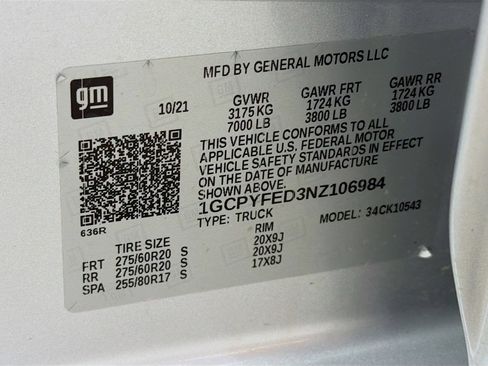 MFD BY GENERAL MOTORS LLC
gm
10/21 GVWR GAWR FRT GAWR RR
3175 KG 1724 KG 1724 KG
7000 LB 3800 LB 3800 LB
THIS VEHICLE CONFORMS TO ALL
APPLICABLE U.S. FEDERAL MOTOR
VEHICLE SAFETY STANDARDS IN EFFECT
ON THE DATE OF MANUFACTURE
SHOWN ABOVE.
1GCPYFED3NZ106984
636R TYPE: TRUCK MODEL: 34CK10543
TIRE SIZE RIM
FRT 275/60R20 S 20X9J
RR 275/60R20 S 20X9J
SPA 255/80R17 S 17X8J